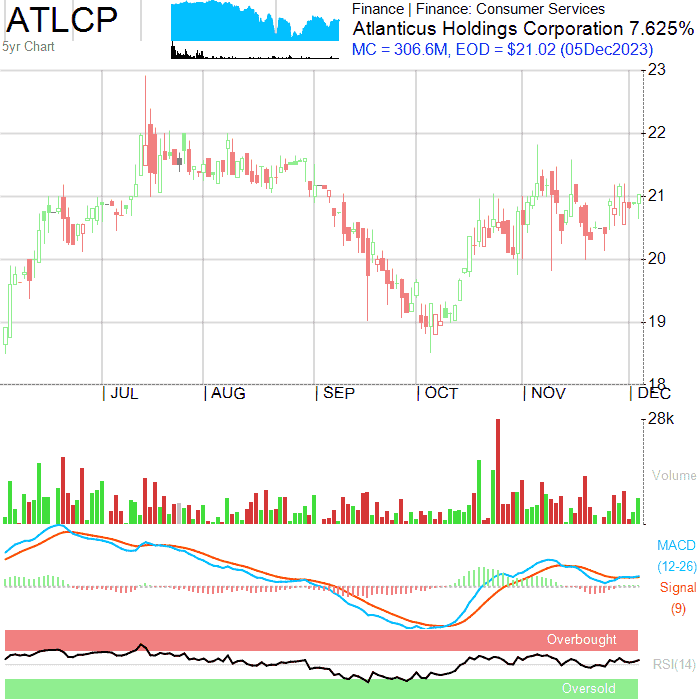 ATLCP
5yr Chart
Finance | Finance: Consumer Services
Atlanticus Holdings Corporation 7.625%
MC = 306.6M, EOD = $21.02 (05Dec2023)
23
22
21
20
19
18
JUL AUG SEP OCT NOV DEC
28k
Volume
MACD
(12-26)
Signal
(9)
Overbought
RSI(14)
Oversold